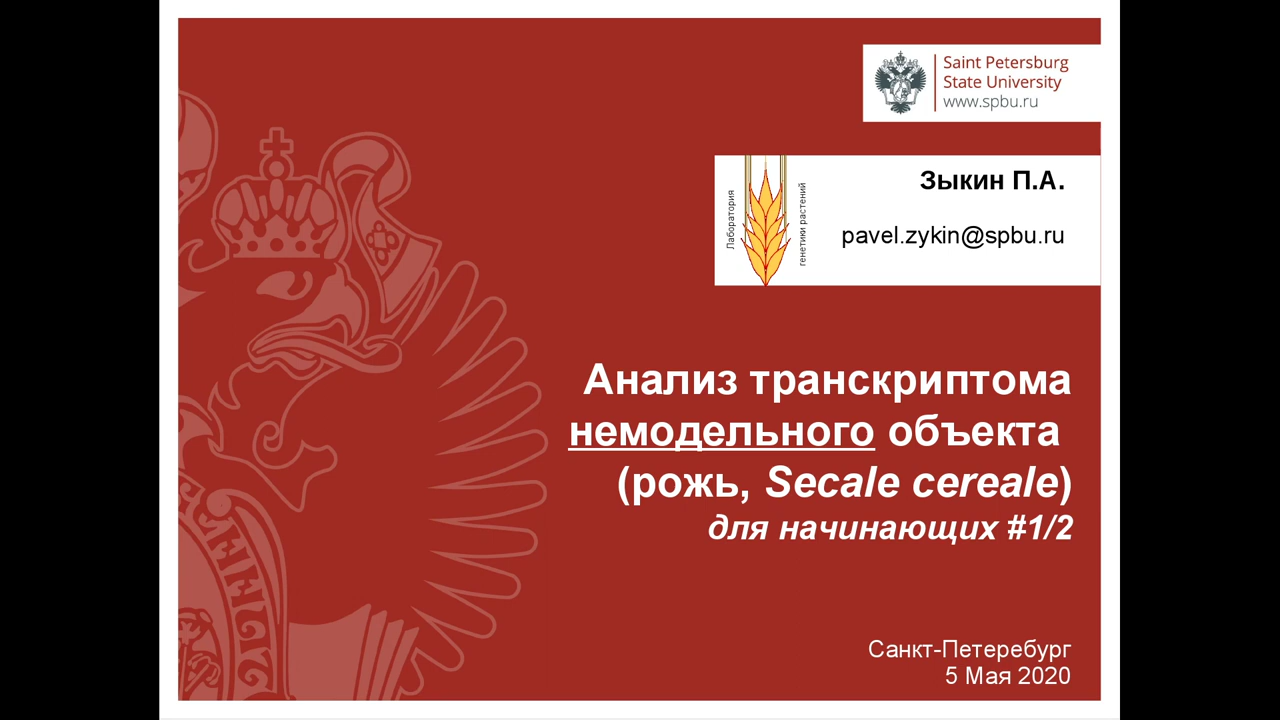 Saint Petersburg
State University
www.spbu.ru
Лаборатория
генетики растений
Зыкин П.А.
pavel.zykin@spbu.ru
Анализ транскриптома
немодельного объекта
(рожь, Secale cereale)
для начинающих #1/2
Санкт-Петеребург
5 Мая 2020